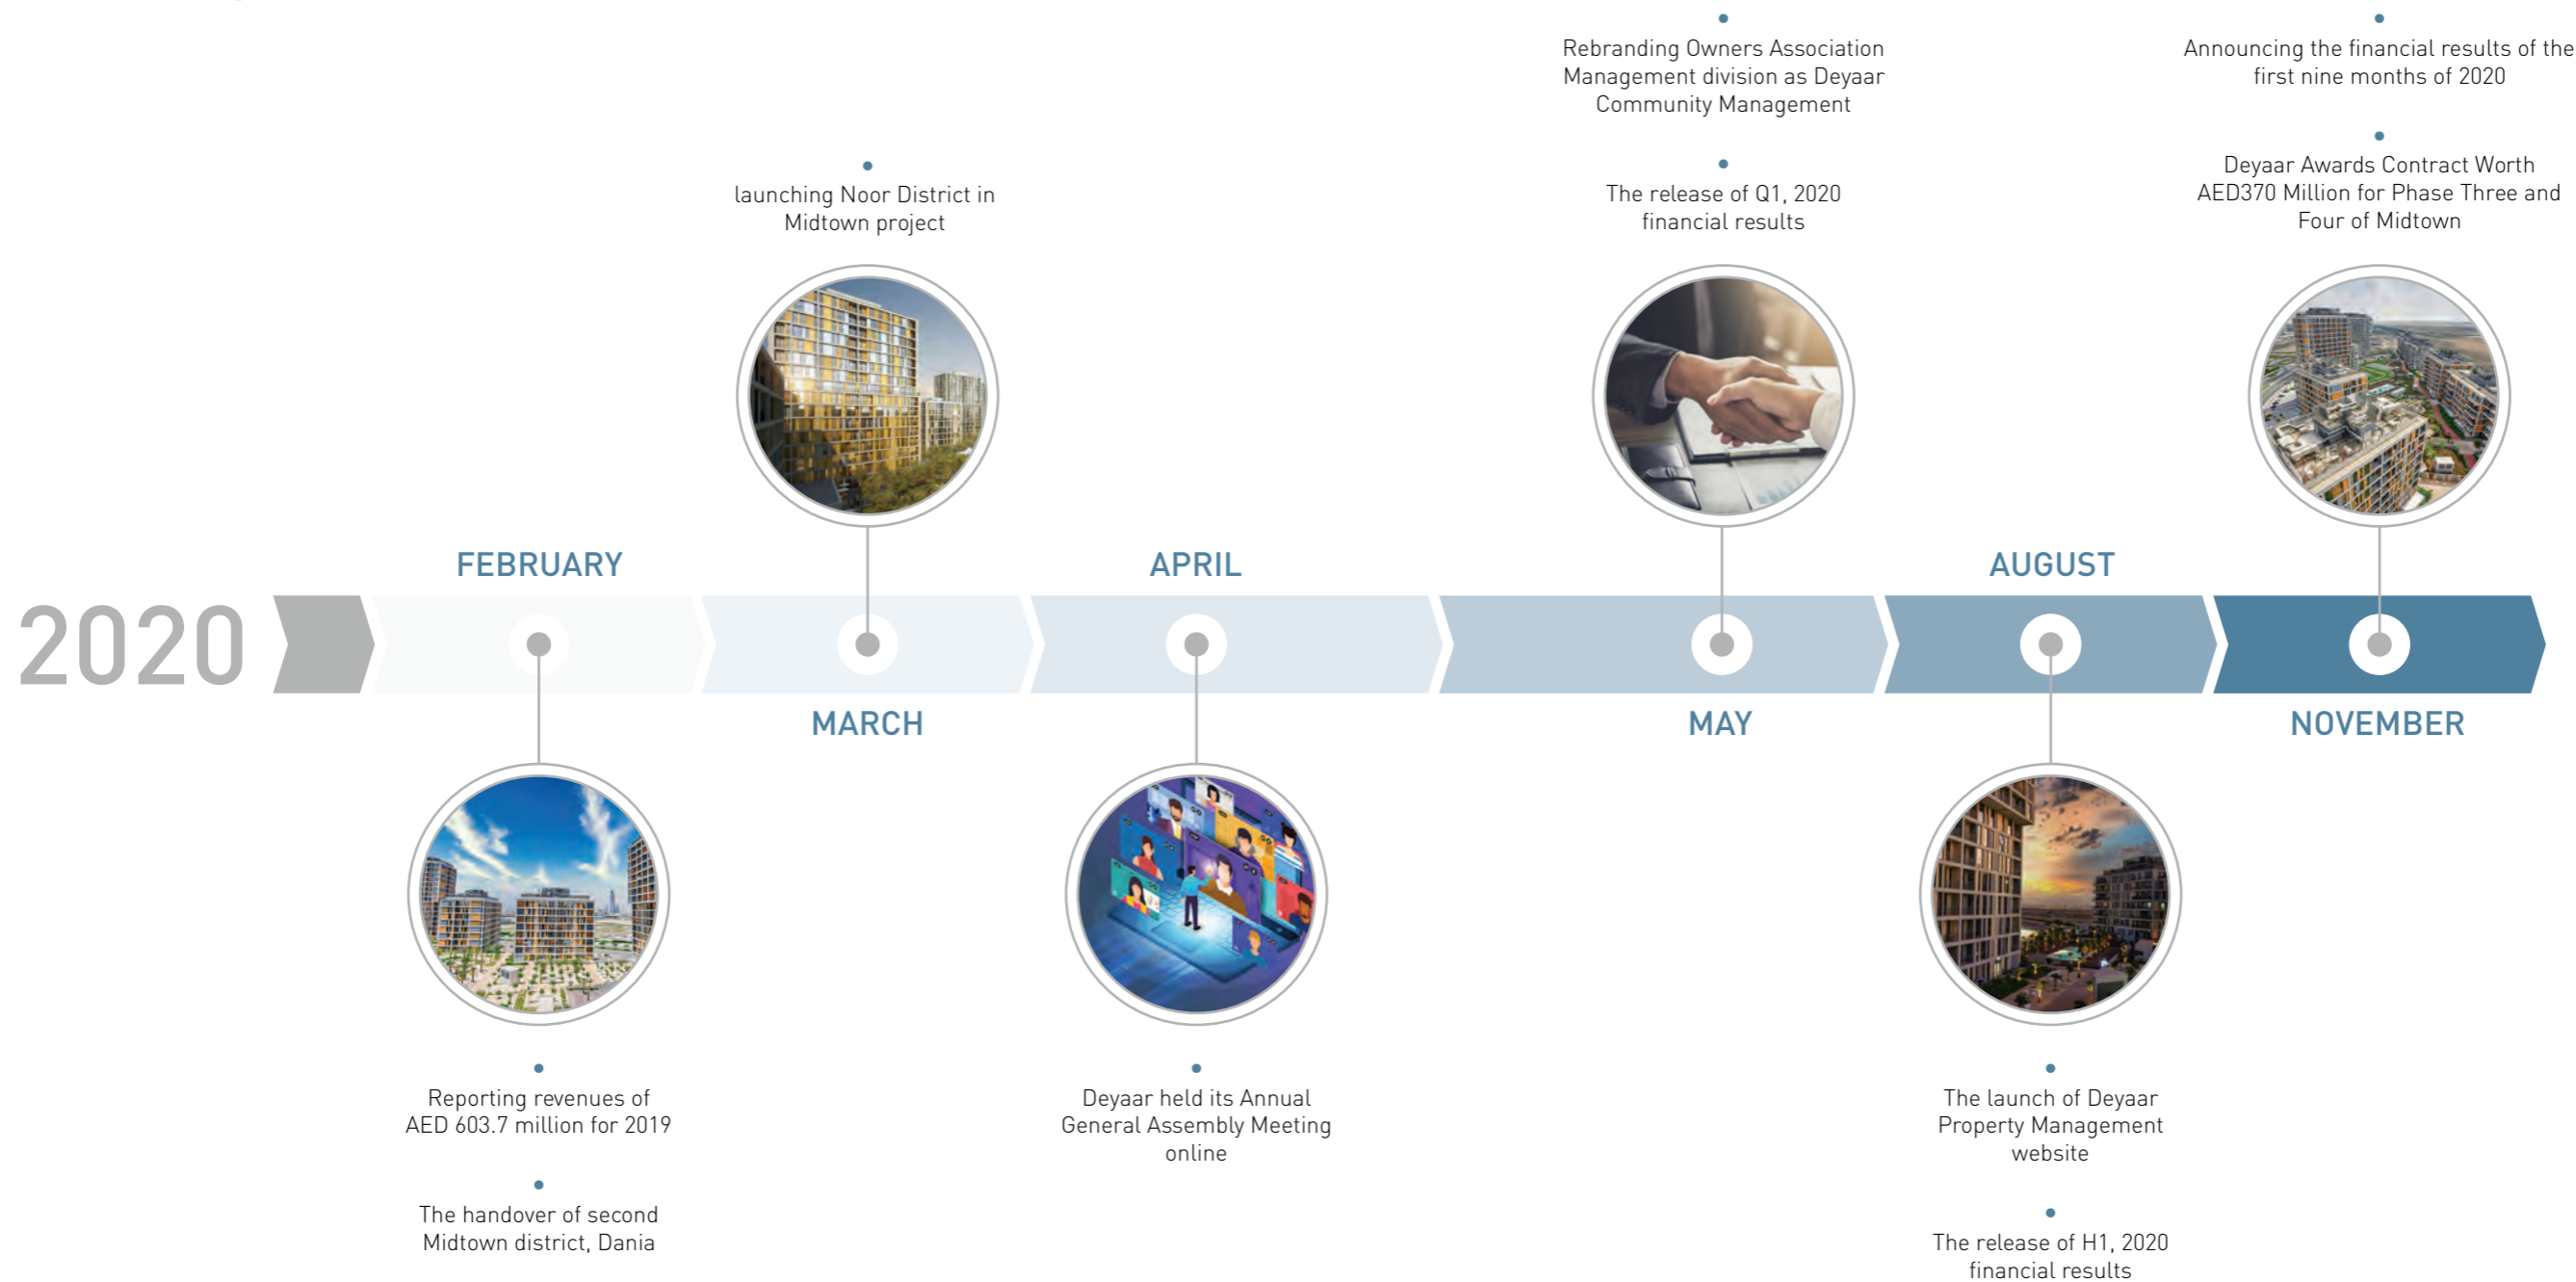 2020
FEBRUARY
Reporting revenues of
AED 603.7 million for 2019
The handover of second
Midtown district, Dania
launching Noor District in
Midtown project
MARCH
APRIL
Deyaar held its Annual
General Assembly Meeting
online
Rebranding Owners Association
Management division as Deyaar
Community Management
The release of Q1, 2020
financial results
MAY
AUGUST
The launch of Deyaar
Property Management
website
The release of H1, 2020
financial results
Announcing the financial results of the
first nine months of 2020
Deyaar Awards Contract Worth
AED370 Million for Phase Three and
Four of Midtown
NOVEMBER